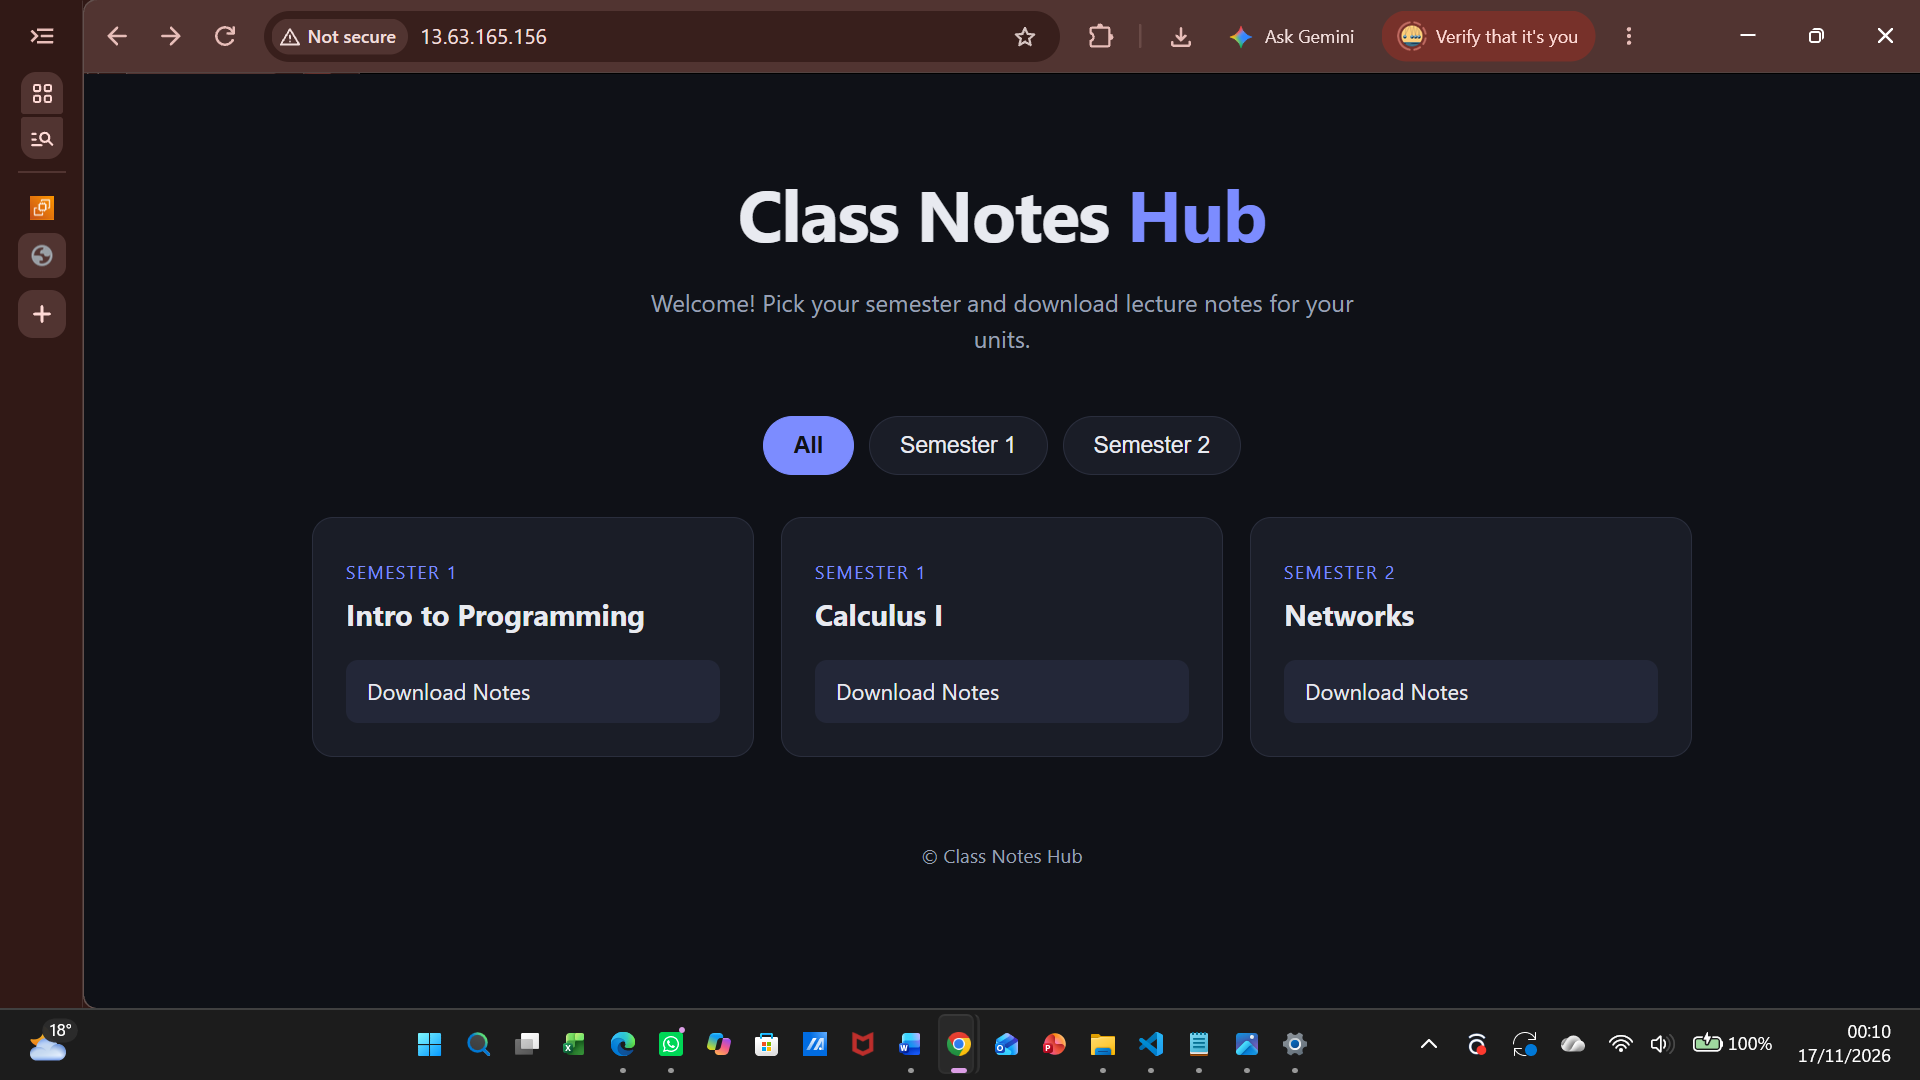 Not secure
13.63.165.156
Ask Gemini
Verify that it's you
Class Notes Hub
Welcome! Pick your semester and download lecture notes for your
units.
All
Semester 1
Semester 2
SEMESTER 1
Intro to Programming
Download Notes
SEMESTER 1
Calculus I
Download Notes
SEMESTER 2
Networks
Download Notes
© Class Notes Hub
18°
100%
00:10
17/11/2026